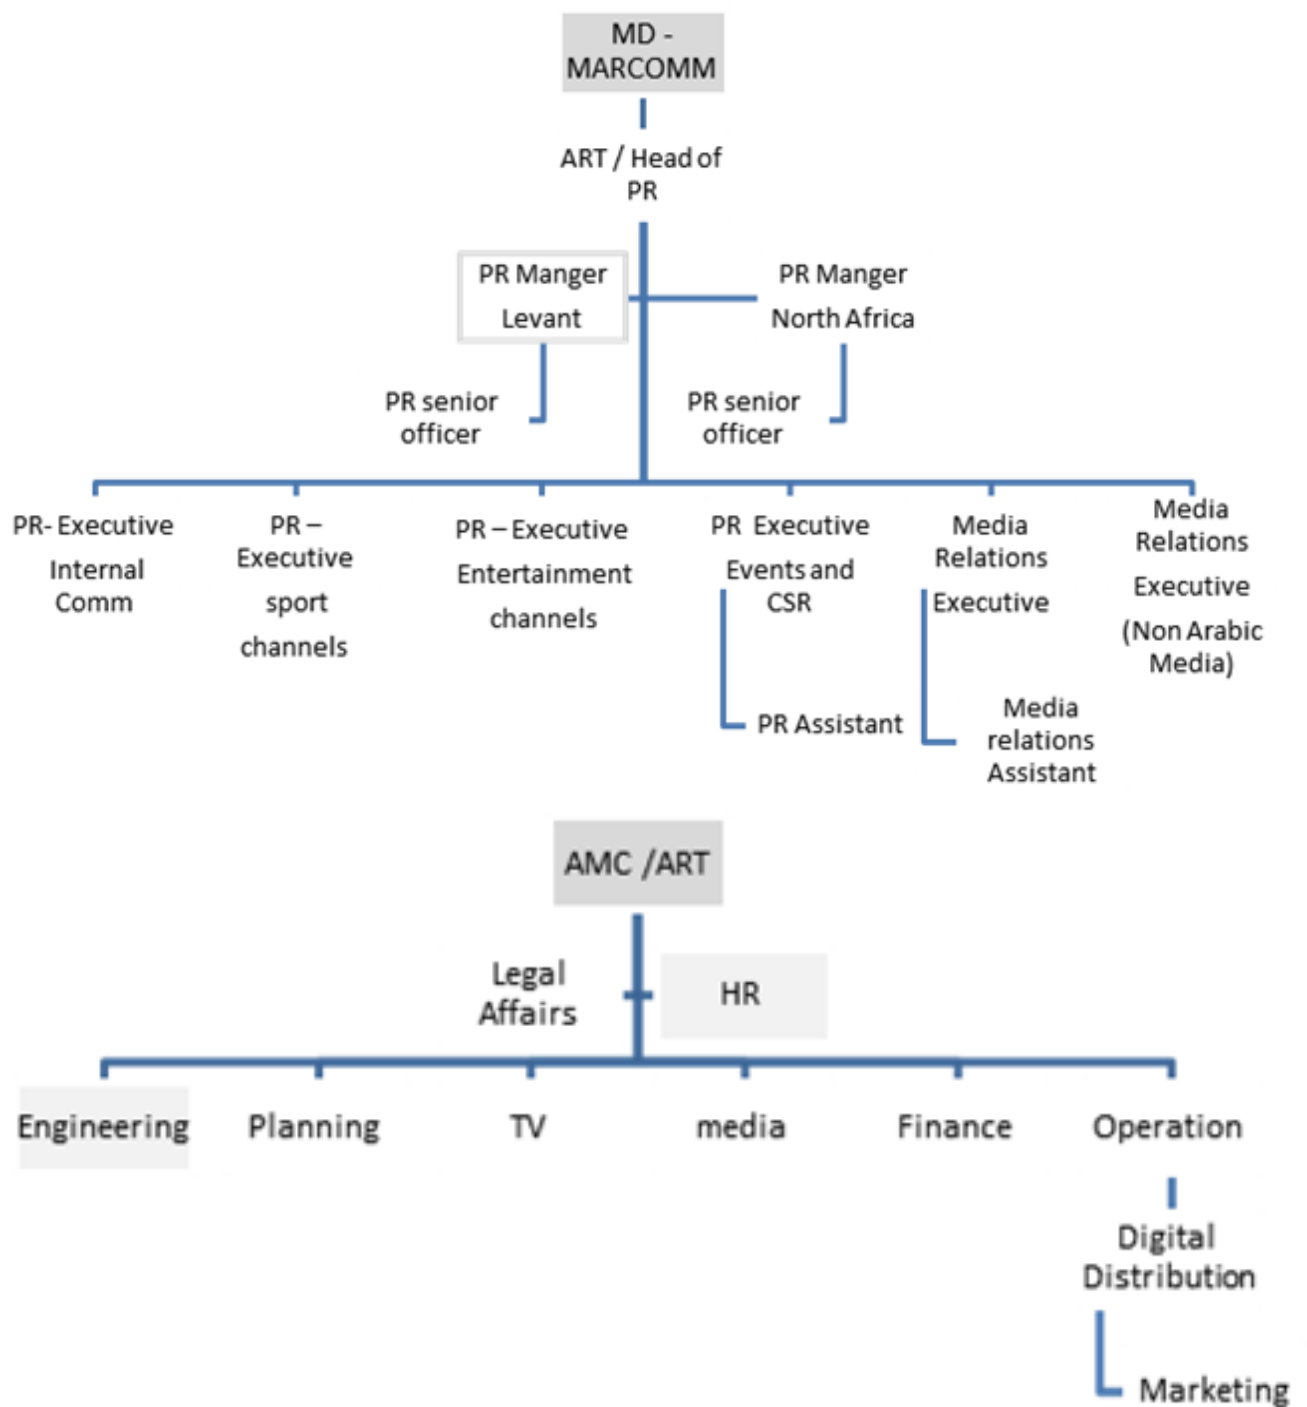 MD -
MARCOMM
ART / Head of
PR
PR Manger
Levant
PR Manger
North Africa
PR senior
officer
PR senior
officer
PR- Executive
Internal
Comm
PR –
Executive
sport
channels
PR – Executive
Entertainment
channels
PR Executive
Events and
CSR
Media
Relations
Executive
Media
Relations
Executive
(Non Arabic
Media)
PR Assistant
Media
relations
Assistant
AMC /ART
Legal
Affairs
HR
Engineering
Planning
TV
media
Finance
Operation
Digital
Distribution
Marketing